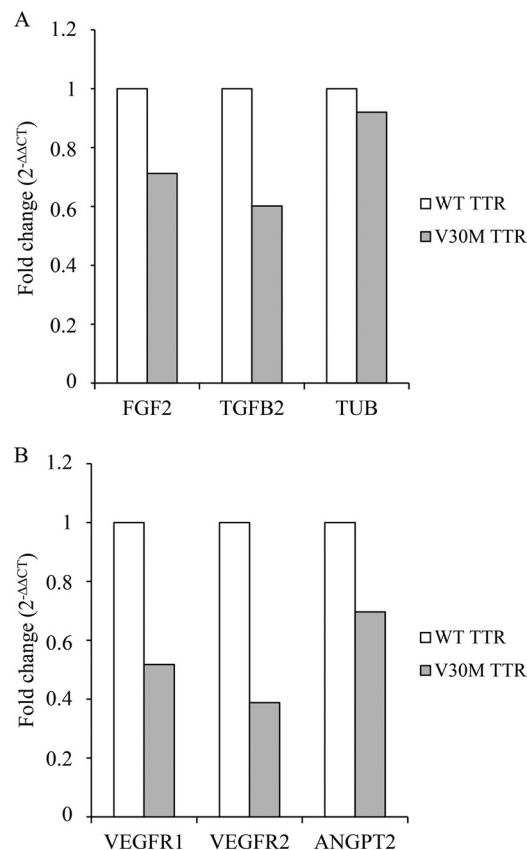 A
1.2
1
0.8
0.6
0.4
0.2
0
Fold change (2-ΔΔCT)
FGF2 TGFB2 TUB
WT TTR
V30M TTR
B
1.2
1
0.8
0.6
0.4
0.2
0
Fold change (2-ΔΔCT)
VEGFR1 VEGFR2 ANGPT2
WT TTR
V30M TTR